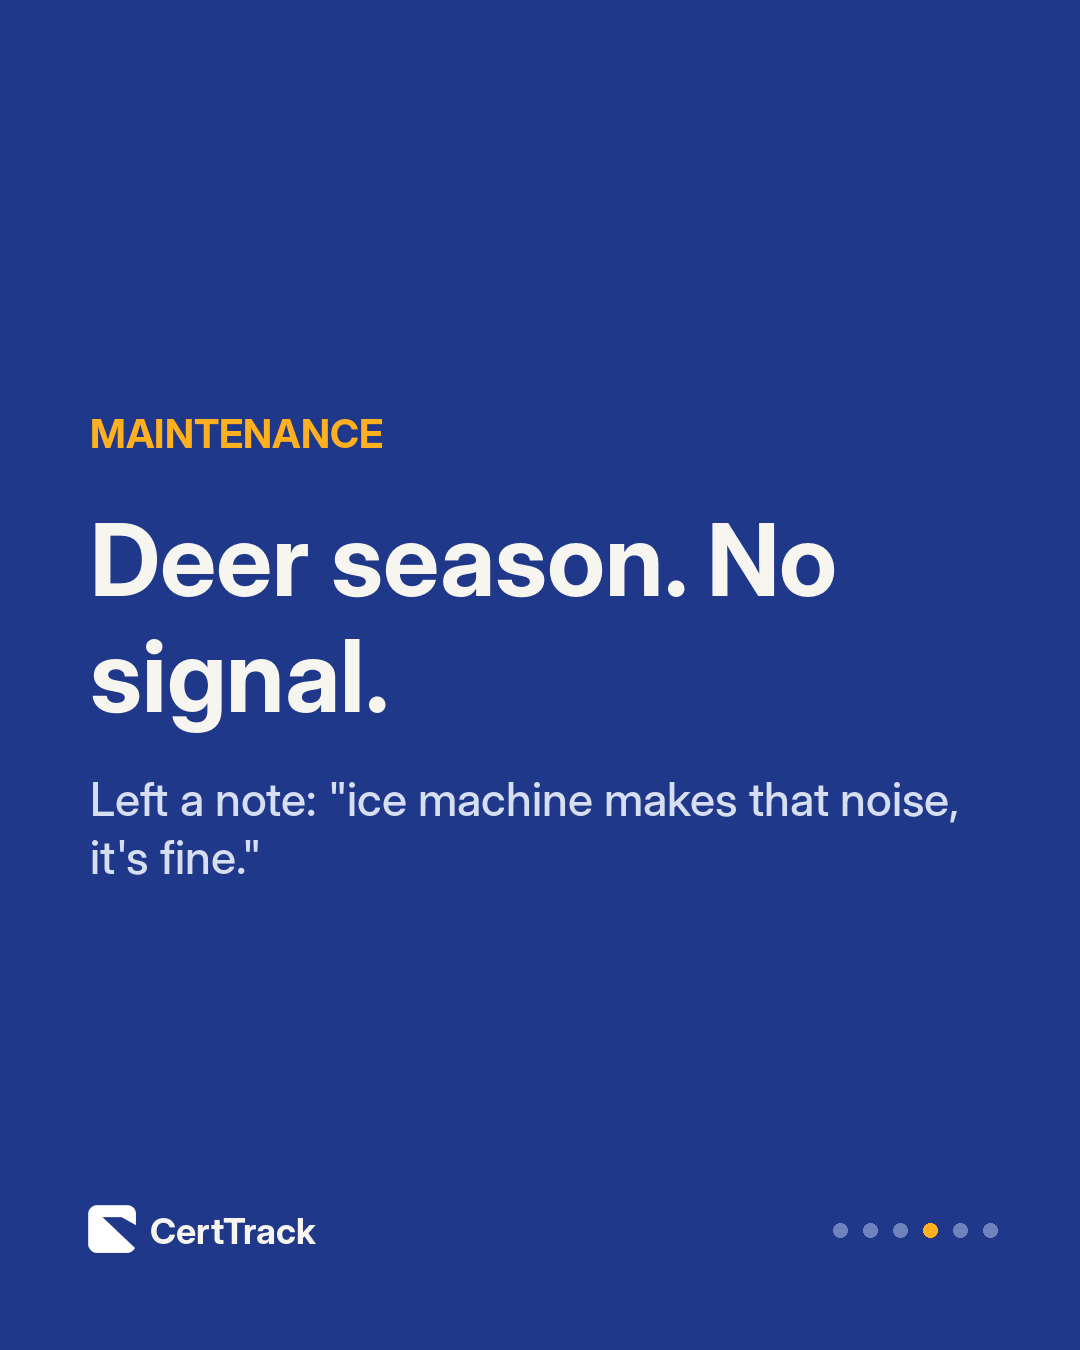 MAINTENANCE
Deer season. No
signal.
Left a note: "ice machine makes that noise,
it's fine."
CertTrack